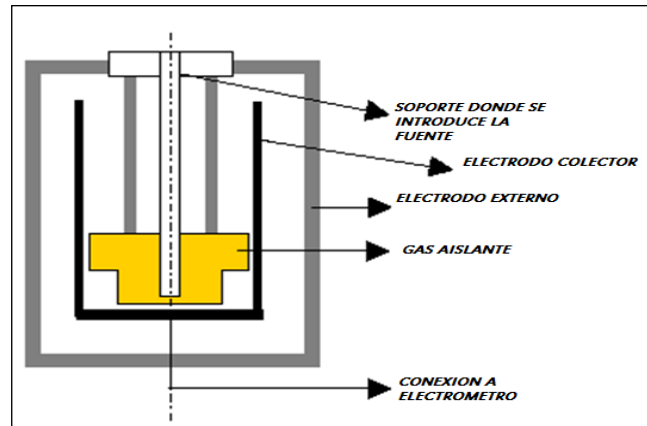 SOPORTE DONDE SE
INTRODUCE LA
FUENTE
ELECTRODO COLECTOR
ELECTRODO EXTERNO
GAS AISLANTE
CONEXION A
ELECTROMETRO